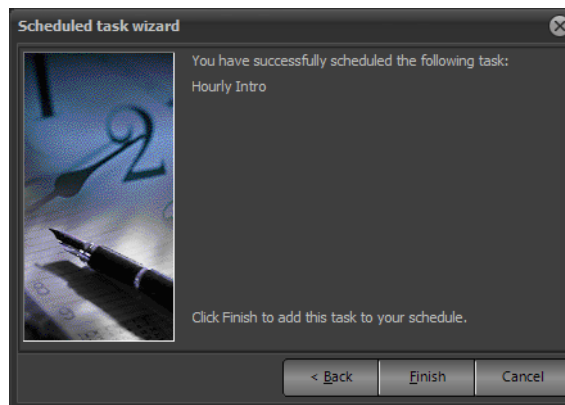 Scheduled task wizard
You have successfully scheduled the following task:
Hourly Intro
2
Click Finish to add this task to your schedule.
< Back
Finish
Cancel